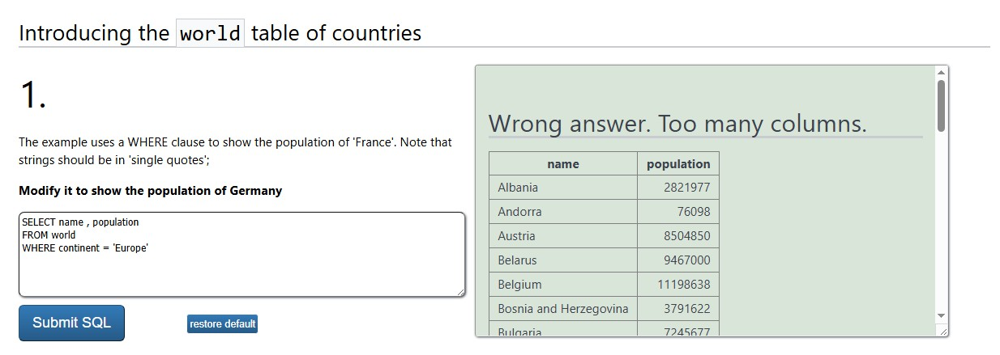 Introducing the world table of countries
1.
The example uses a WHERE clause to show the population of 'France'. Note that
strings should be in 'single quotes';
Modify it to show the population of Germany
SELECT name , population
FROM world
WHERE continent = 'Europe'
Submit SQL
restore default
Wrong answer. Too many columns.
name population
Albania 2821977
Andorra 76098
Austria 8504850
Belarus 9467000
Belgium 11198638
Bosnia and Herzegovina 3791622
Bulgaria 7245677